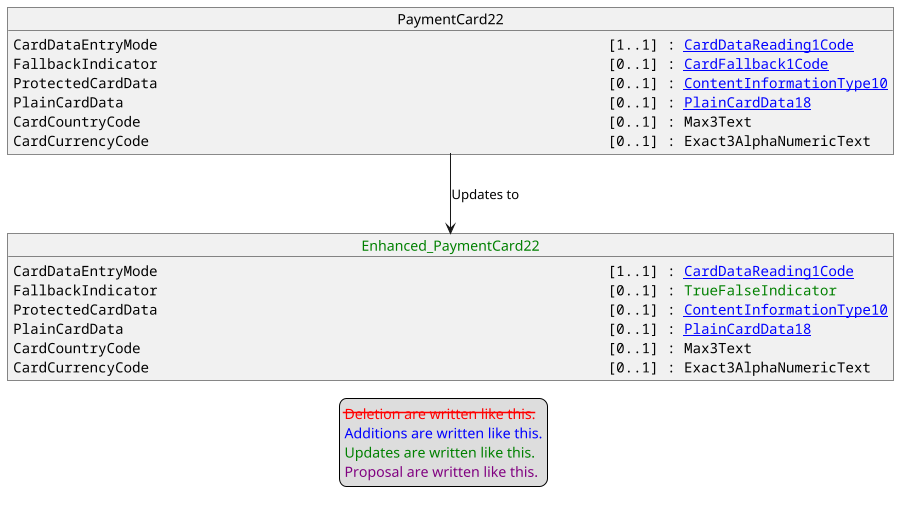 PaymentCard22
CardDataEntryMode [1..1] : CardDataReading1Code
FallbackIndicator [0..1] : CardFallback1Code
ProtectedCardData [0..1] : ContentInformationType10
PlainCardData [0..1] : PlainCardData18
CardCountryCode [0..1] : Max3Text
CardCurrencyCode [0..1] : Exact3AlphaNumericText
Updates to
Enhanced_PaymentCard22
CardDataEntryMode [1..1] : CardDataReading1Code
FallbackIndicator [0..1] : TrueFalseIndicator
ProtectedCardData [0..1] : ContentInformationType10
PlainCardData [0..1] : PlainCardData18
CardCountryCode [0..1] : Max3Text
CardCurrencyCode [0..1] : Exact3AlphaNumericText
Deletion are written like this.
Additions are written like this.
Updates are written like this.
Proposal are written like this.